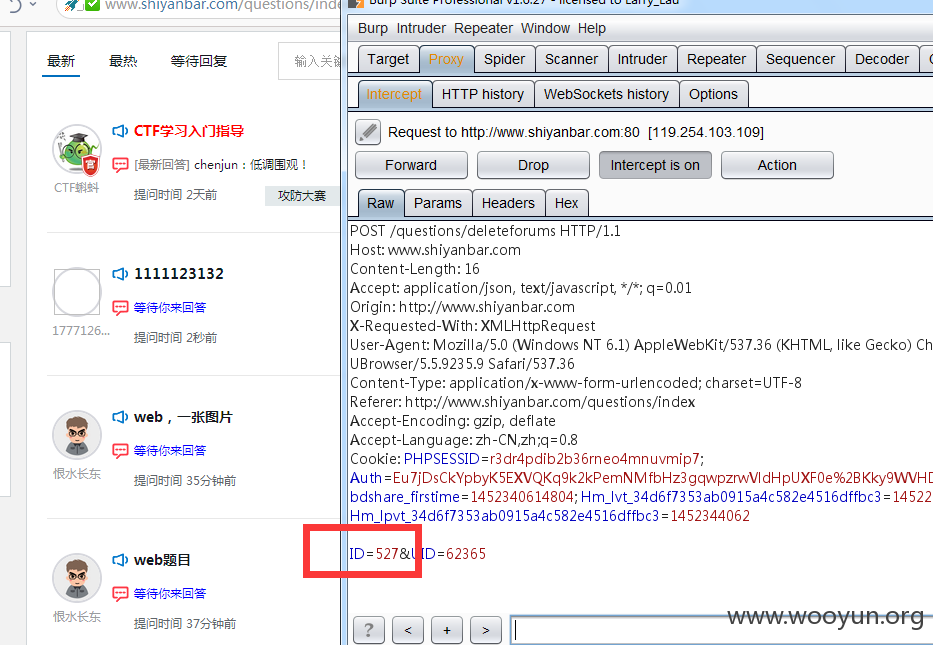 www.shiyanbar.com/questions/inde
最新 最热 等待回复 输入关键
CTF学习入门指导
[最新回答] chenjun：低调围观！
CTF蝌蚪
提问时间 2天前 攻防大赛
1111123132
等待你来回答
1777126...
提问时间 2秒前
web，一张图片
等待你来回答
恨水长东
提问时间 35分钟前
web题目
等待你来回答
恨水长东
提问时间 37分钟前
Burp Suite Professional v1.6.27 - licensed to Larry_Lau
Burp Intruder Repeater Window Help
Target Proxy Spider Scanner Intruder Repeater Sequencer Decoder
Intercept HTTP history WebSockets history Options
Request to http://www.shiyanbar.com:80 [119.254.103.109]
Forward Drop Intercept is on Action
Raw Params Headers Hex
POST /questions/deleteforums HTTP/1.1
Host: www.shiyanbar.com
Content-Length: 16
Accept: application/json, text/javascript, */*; q=0.01
Origin: http://www.shiyanbar.com
X-Requested-With: XMLHttpRequest
User-Agent: Mozilla/5.0 (Windows NT 6.1) AppleWebKit/537.36 (KHTML, like Gecko) Ch
UBrowser/5.5.9235.9 Safari/537.36
Content-Type: application/x-www-form-urlencoded; charset=UTF-8
Referer: http://www.shiyanbar.com/questions/index
Accept-Encoding: gzip, deflate
Accept-Language: zh-CN,zh;q=0.8
Cookie: PHPSESSID=r3dr4pdib2b36rneo4mnuvmip7;
Auth=Eu7JDsCkYpbyK5EXVQKq9k2kPemNMfbHz3gqwpzrwVldHpUXF0e%2BKky9WVHD
bdshare_firstime=1452340614804; Hm_lvt_34d6f7353ab0915a4c582e4516dffbc3=14522
Hm_lpvt_34d6f7353ab0915a4c582e4516dffbc3=1452344062
ID=527&UID=62365
? < + >
www.wooyun.org